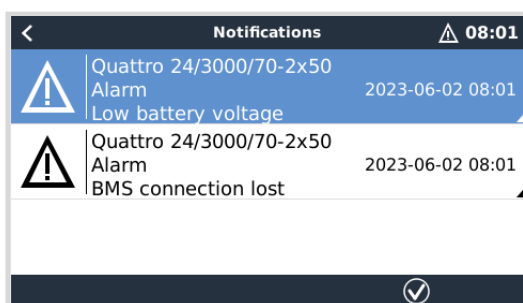 Notifications
08:01
Quattro 24/3000/70-2x50
Alarm
2023-06-02 08:01
Low battery voltage
Quattro 24/3000/70-2x50
Alarm
2023-06-02 08:01
BMS connection lost